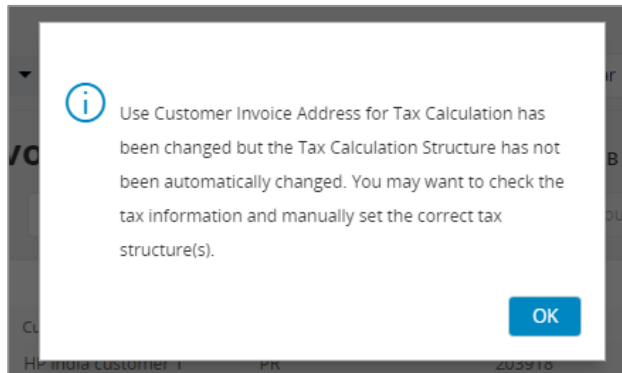 Use Customer Invoice Address for Tax Calculation has
been changed but the Tax Calculation Structure has not
been automatically changed. You may want to check the
tax information and manually set the correct tax
structure(s).
OK
HP India customer 1 PR 203918